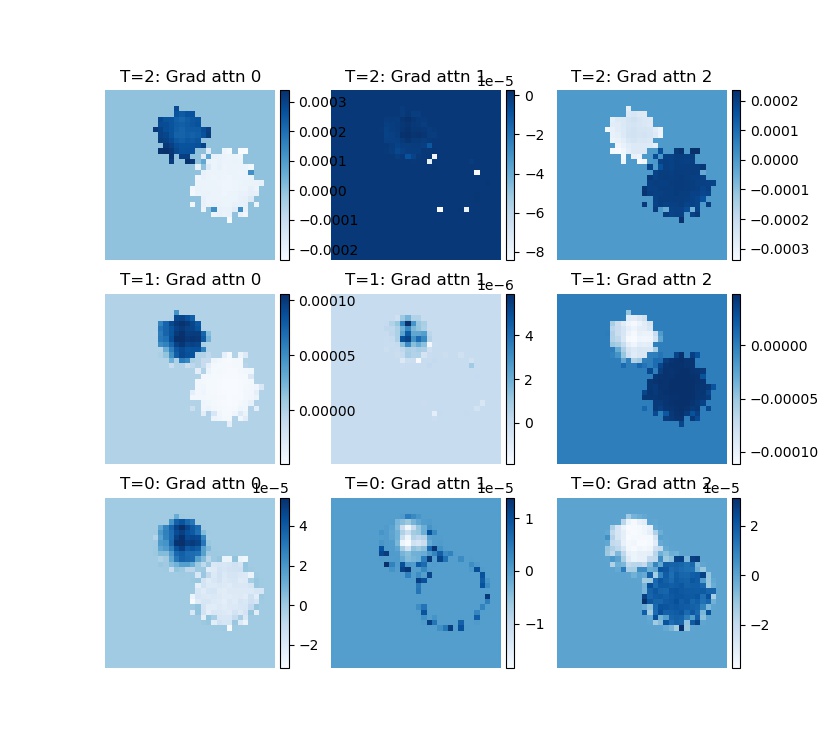 T=2: Grad attn 0
0.0003
0.0002
0.0001
0.0000
−0.0001
−0.0002
T=2: Grad attn 1
1e−5
0
−2
−4
−6
−8
T=2: Grad attn 2
0.0002
0.0001
0.0000
−0.0001
−0.0002
−0.0003
T=1: Grad attn 0
0.00010
0.00005
0.00000
T=1: Grad attn 1
1e−6
4
2
0
T=1: Grad attn 2
0.00000
−0.00005
−0.00010
T=0: Grad attn 0
1e−5
4
2
0
−2
T=0: Grad attn 1
1e−5
1
0
−1
T=0: Grad attn 2
1e−5
2
0
−2